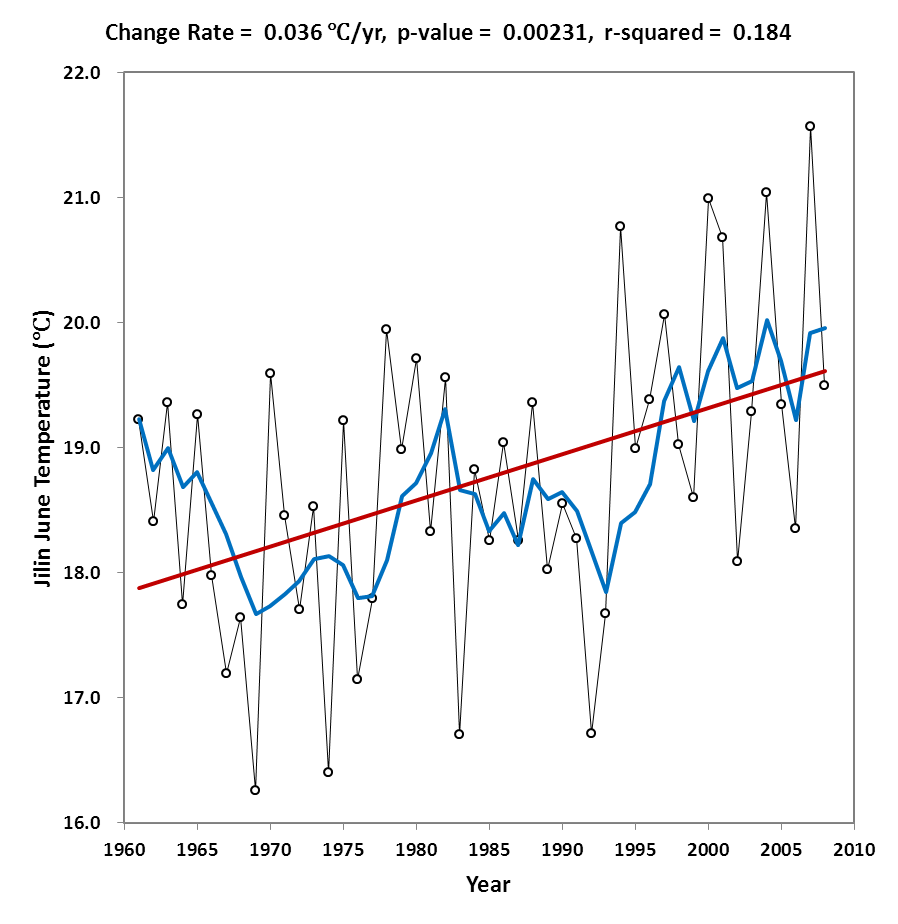 Change Rate = 0.036 ℃/yr, p-value = 0.00231, r-squared = 0.184
22.0
21.0
20.0
19.0
18.0
17.0
16.0
Jilin June Temperature (℃)
1960 1965 1970 1975 1980 1985 1990 1995 2000 2005 2010
Year